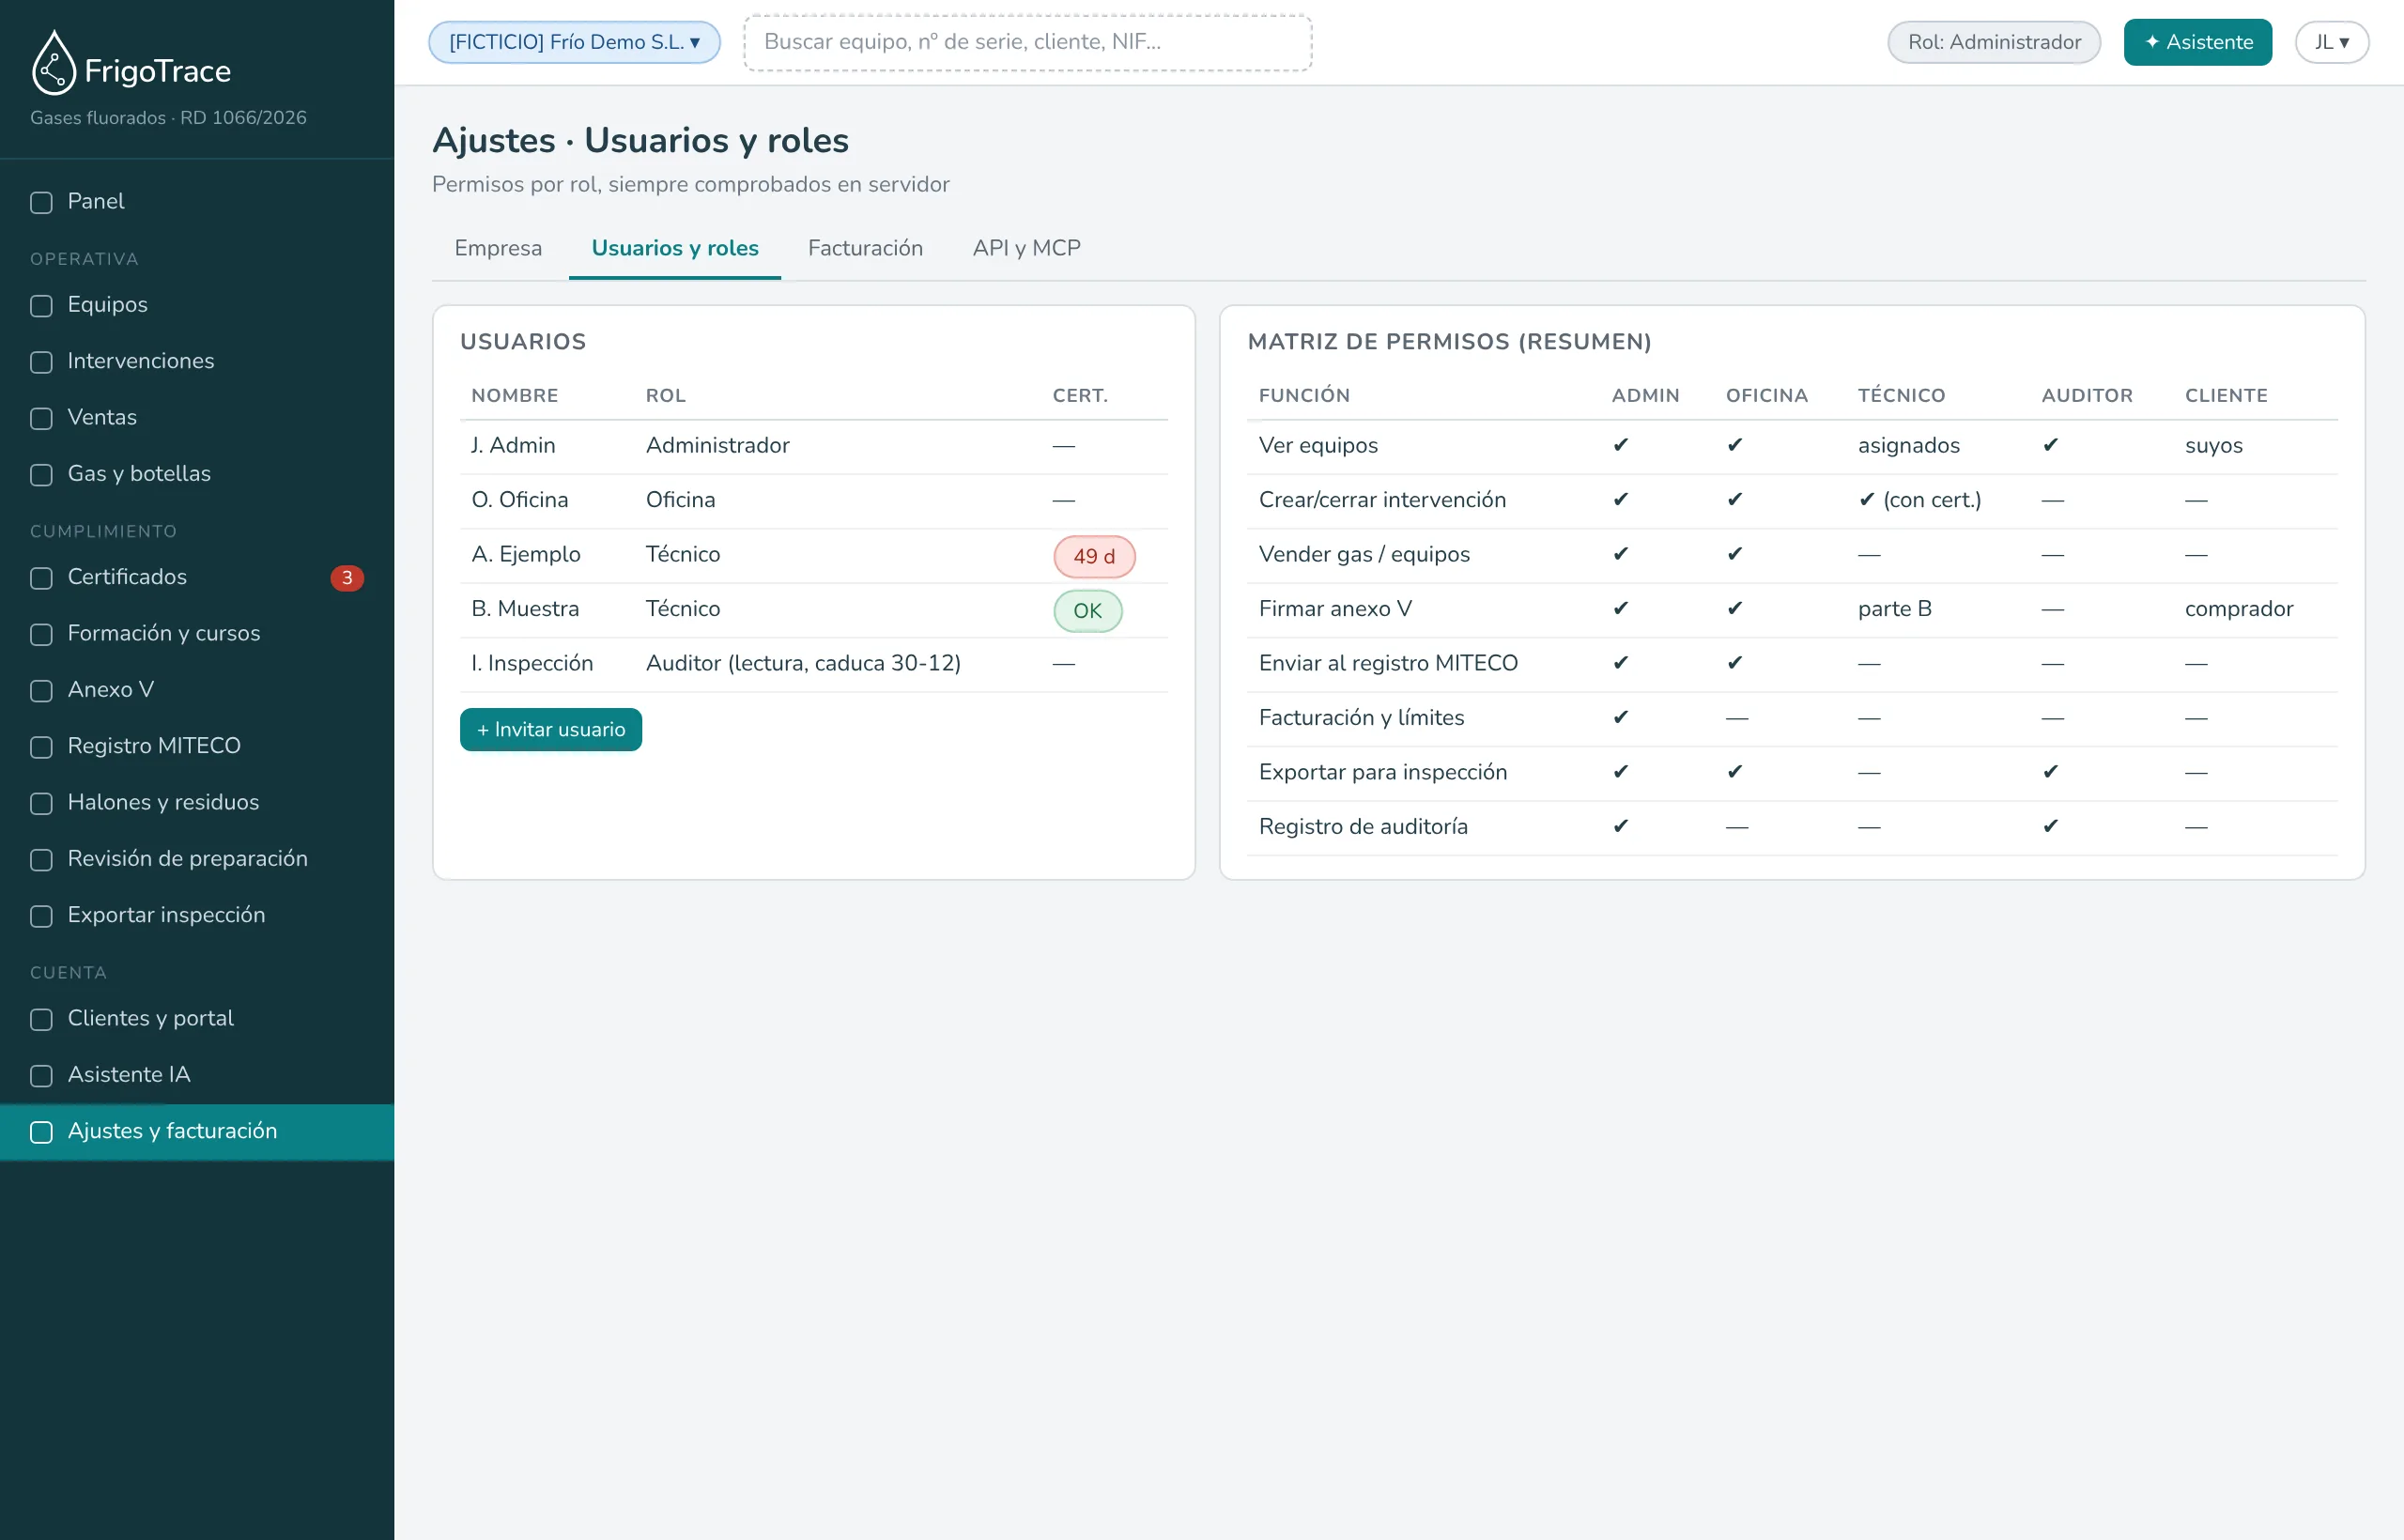 FrigoTrace
Gases fluorados · RD 1066/2026
Panel
OPERATIVA
Equipos
Intervenciones
Ventas
Gas y botellas
CUMPLIMIENTO
Certificados 3
Formación y cursos
Anexo V
Registro MITECO
Halones y residuos
Revisión de preparación
Exportar inspección
CUENTA
Clientes y portal
Asistente IA
Ajustes y facturación
[FICTICIO] Frío Demo S.L. ▾ Buscar equipo, nº de serie, cliente, NIF… Rol: Administrador ✦ Asistente JL ▾
Ajustes · Usuarios y roles
Permisos por rol, siempre comprobados en servidor
Empresa Usuarios y roles Facturación API y MCP
USUARIOS
NOMBRE ROL CERT.
J. Admin Administrador —
O. Oficina Oficina —
A. Ejemplo Técnico 49 d
B. Muestra Técnico OK
I. Inspección Auditor (lectura, caduca 30-12) —
+ Invitar usuario
MATRIZ DE PERMISOS (RESUMEN)
FUNCIÓN ADMIN OFICINA TÉCNICO AUDITOR CLIENTE
Ver equipos ✔ ✔ asignados ✔ suyos
Crear/cerrar intervención ✔ ✔ ✔ (con cert.) — —
Vender gas / equipos ✔ ✔ — — —
Firmar anexo V ✔ ✔ parte B — comprador
Enviar al registro MITECO ✔ ✔ — — —
Facturación y límites ✔ — — — —
Exportar para inspección ✔ ✔ — ✔ —
Registro de auditoría ✔ — — ✔ —